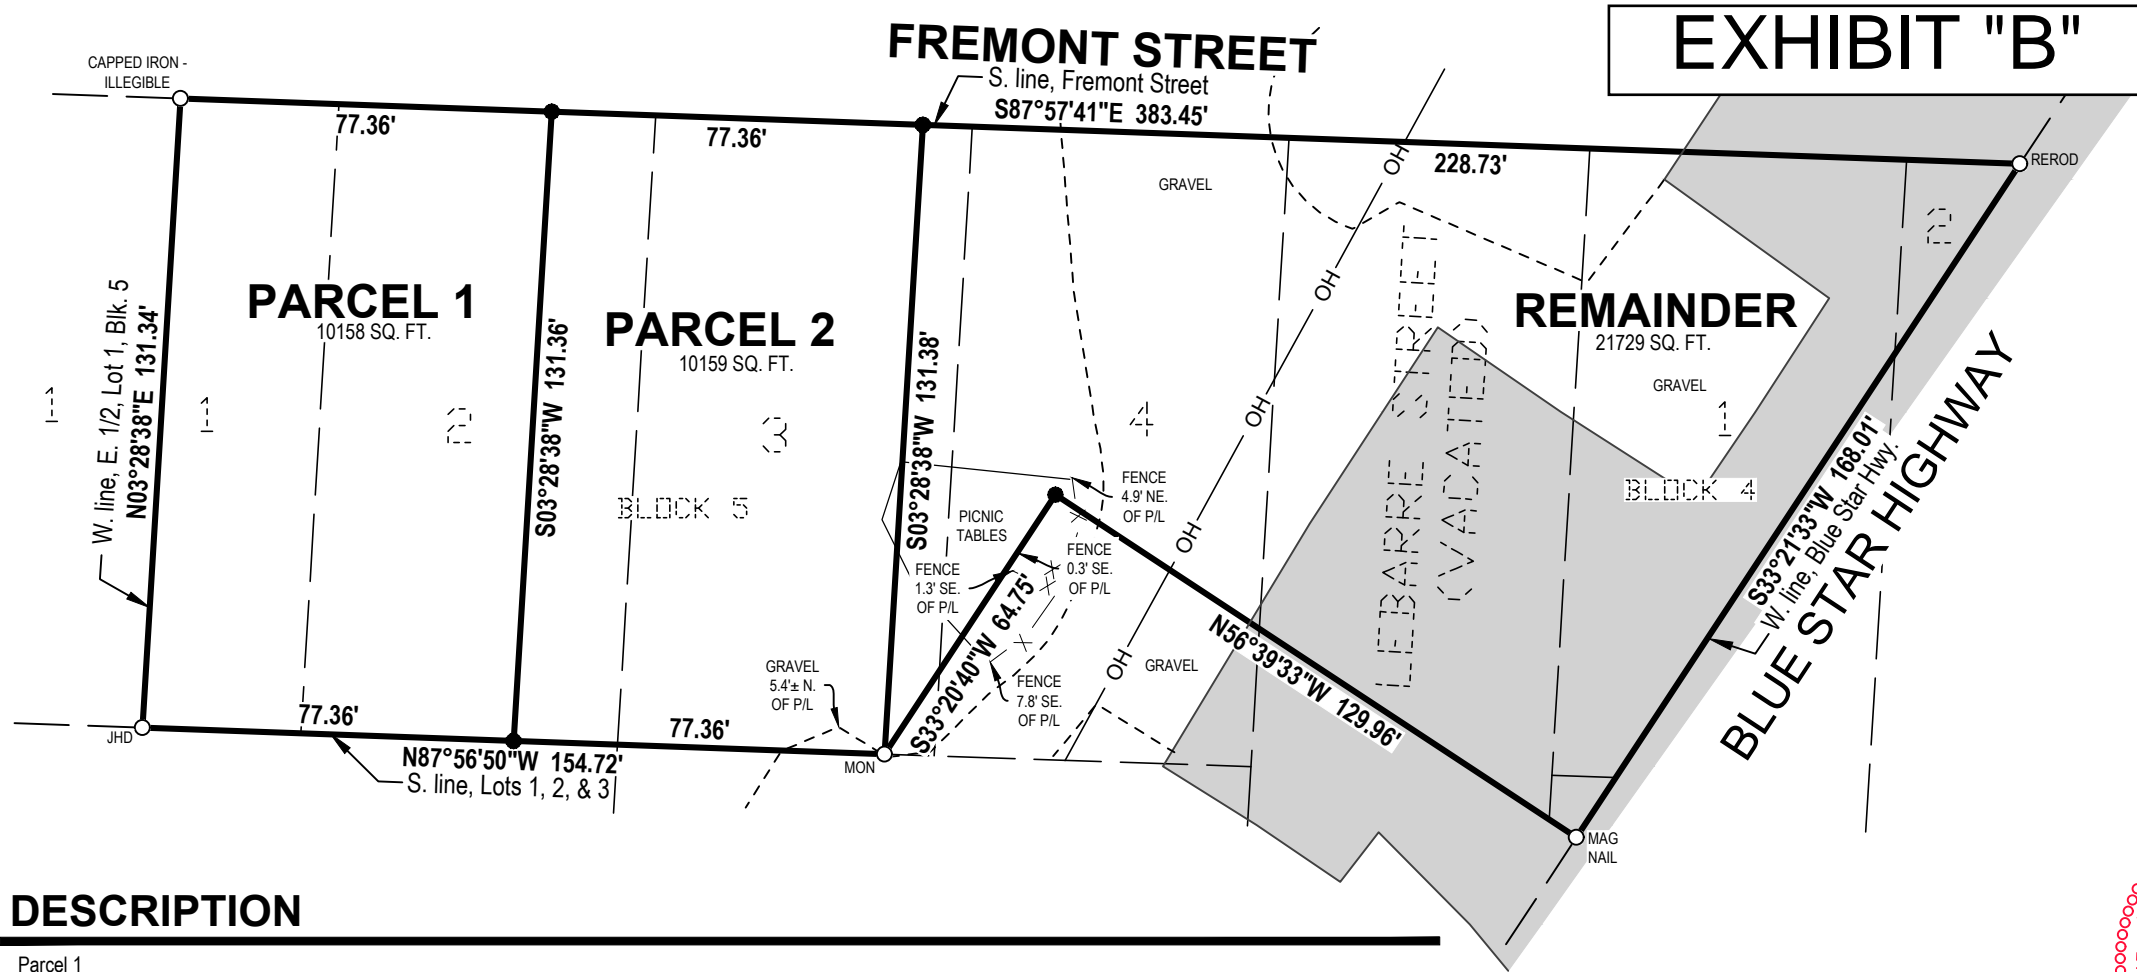 EXHIBIT "B"
FREMONT STREET
S. line, Fremont Street
S87°57'41"E 383.45'
CAPPED IRON -
ILLEGIBLE
77.36'
77.36'
228.73'
REROD
GRAVEL
OH
OH
OH
OH
OH
PARCEL 1
10158 SQ. FT.
PARCEL 2
10159 SQ. FT.
REMAINDER
21729 SQ. FT.
GRAVEL
W. line, E. 1/2, Lot 1, Blk. 5
N03°28'38"E 131.34'
S03°28'38"W 131.36'
S03°28'38"W 131.38'
1
1
2
3
4
1
2
BLOCK 5
BLOCK 4
VACATED
FENCE
4.9' NE.
OF P/L
PICNIC
TABLES
FENCE
0.3' SE.
OF P/L
FENCE
1.3' SE.
OF P/L
FENCE
7.8' SE.
OF P/L
S33°20'40"W 64.75'
N56°39'33"W 129.96'
S33°21'33"W 168.01'
W. line, Blue Star Hwy.
BLUE STAR HIGHWAY
GRAVEL
GRAVEL
5.4'± N.
OF P/L
JHD
77.36'
77.36'
N87°56'50"W 154.72'
S. line, Lots 1, 2, & 3
MON
MAG
NAIL
DESCRIPTION
Parcel 1